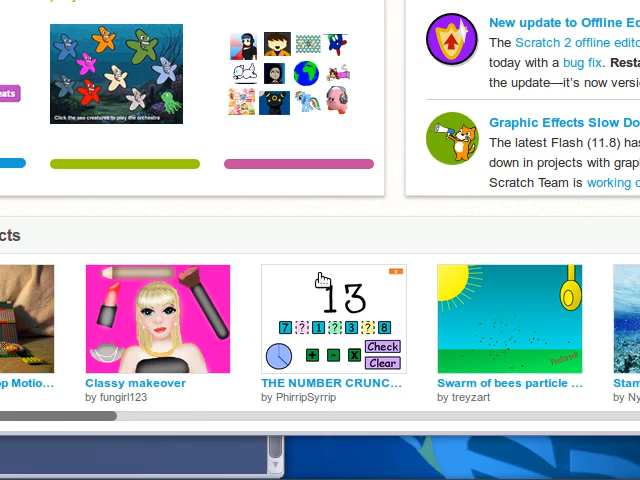 eats
Click the sea creatures to play the orchestra
New update to Offline Ed
The Scratch 2 offline edito
today with a bug fix. Resta
the update—it's now versi
Graphic Effects Slow Do
The latest Flash (11.8) has
down in projects with grap
Scratch Team is working o
cts
13
7 ? 1 ? 3 ? 8
Check
+ - x
Clear
Federer8
op Motio...
Classy makeover
THE NUMBER CRUNC...
Swarm of bees particle ...
Stam
by fungirl123
by PhirripSyrrip
by treyzart
by Ny